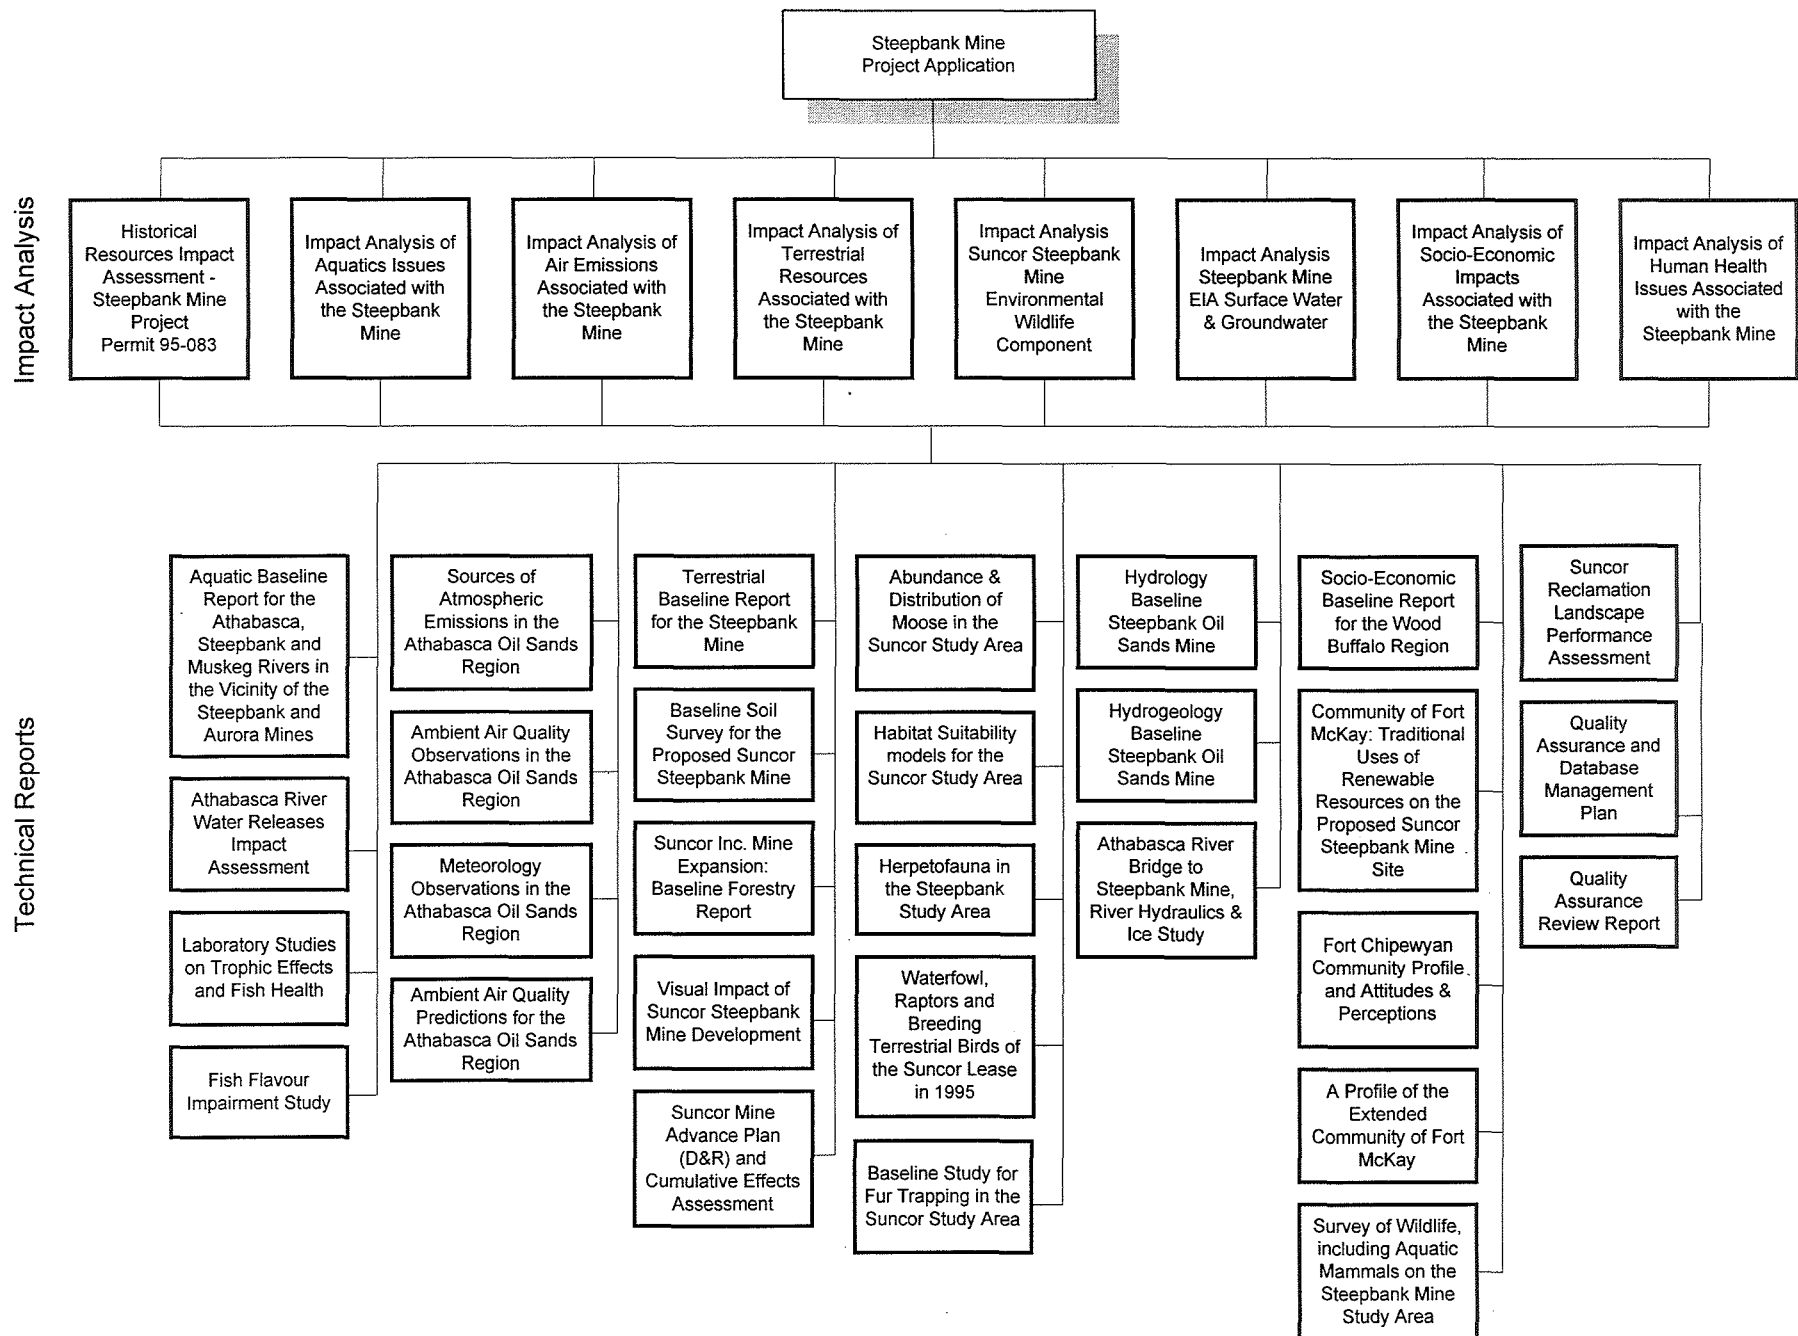 Steepbank Mine
Project Application
Impact Analysis
Historical
Resources Impact
Assessment -
Steepbank Mine
Project
Permit 95-083
Impact Analysis of
Aquatics Issues
Associated with
the Steepbank
Mine
Impact Analysis of
Air Emissions
Associated with
the Steepbank
Mine
Impact Analysis of
Terrestrial
Resources
Associated with
the Steepbank
Mine
Impact Analysis
Suncor Steepbank
Mine
Environmental
Wildlife
Component
Impact Analysis
Steepbank Mine
EIA Surface Water
& Groundwater
Impact Analysis of
Socio-Economic
Impacts
Associated with
the Steepbank
Mine
Impact Analysis of
Human Health
Issues Associated
with the
Steepbank Mine
Technical Reports
Aquatic Baseline
Report for the
Athabasca,
Steepbank and
Muskeg Rivers in
the Vicinity of the
Steepbank and
Aurora Mines
Athabasca River
Water Releases
Impact
Assessment
Laboratory Studies
on Trophic Effects
and Fish Health
Fish Flavour
Impairment Study
Sources of
Atmospheric
Emissions in the
Athabasca Oil Sands
Region
Ambient Air Quality
Observations in the
Athabasca Oil Sands
Region
Meteorology
Observations in the
Athabasca Oil Sands
Region
Ambient Air Quality
Predictions for the
Athabasca Oil Sands
Region
Terrestrial
Baseline Report
for the Steepbank
Mine
Baseline Soil
Survey for the
Proposed Suncor
Steepbank Mine
Suncor Inc. Mine
Expansion:
Baseline Forestry
Report
Visual Impact of
Suncor Steepbank
Mine Development
Suncor Mine
Advance Plan
(D&R) and
Cumulative Effects
Assessment
Abundance &
Distribution of
Moose in the
Suncor Study Area
Habitat Suitability
models for the
Suncor Study Area
Herpetofauna in
the Steepbank
Study Area
Waterfowl,
Raptors and
Breeding
Terrestrial Birds of
the Suncor Lease
in 1995
Baseline Study for
Fur Trapping in the
Suncor Study Area
Hydrology
Baseline
Steepbank Oil
Sands Mine
Hydrogeology
Baseline
Steepbank Oil
Sands Mine
Athabasca River
Bridge to
Steepbank Mine,
River Hydraulics &
Ice Study
Socio-Economic
Baseline Report
for the Wood
Buffalo Region
Community of Fort
McKay: Traditional
Uses of
Renewable
Resources on the
Proposed Suncor
Steepbank Mine
Site
Fort Chipewyan
Community Profile
and Attitudes &
Perceptions
A Profile of the
Extended
Community of Fort
McKay
Survey of Wildlife,
including Aquatic
Mammals on the
Steepbank Mine
Study Area
Suncor
Reclamation
Landscape
Performance
Assessment
Quality
Assurance and
Database
Management
Plan
Quality
Assurance
Review Report